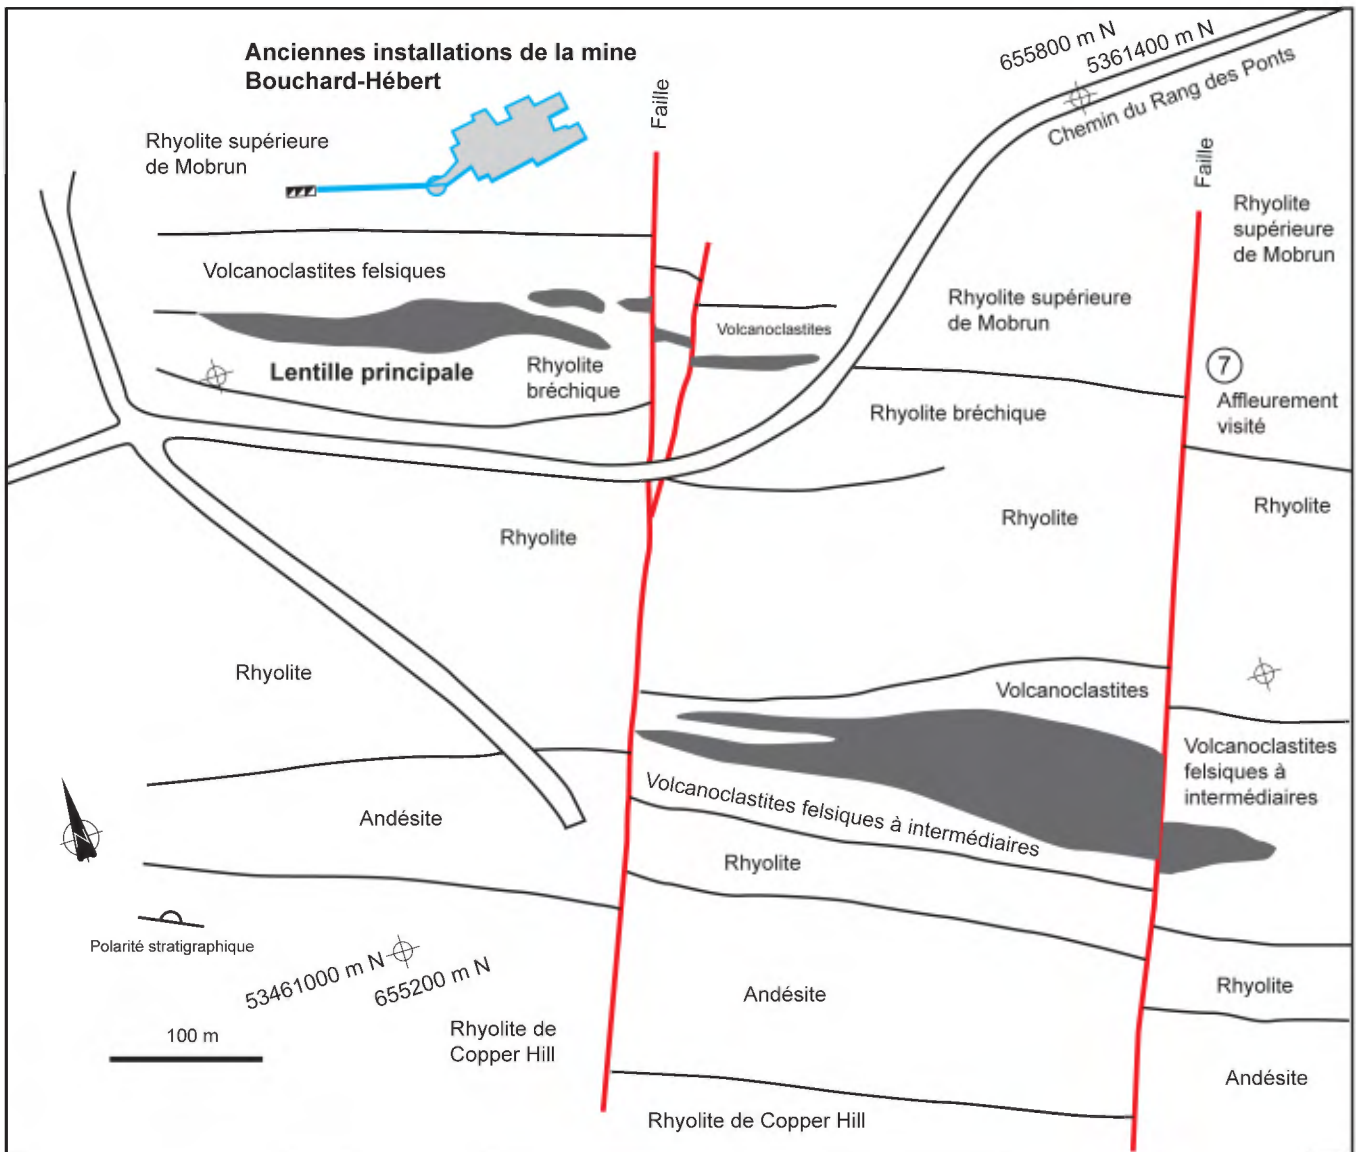 Anciennes installations de la mine
Bouchard-Hébert
655800 m N
5361400 m N
Chemin du Rang des Ponts
Faille
Rhyolite supérieure
de Mobrun
Faille
Rhyolite
supérieure
de Mobrun
Volcanoclastites felsiques
Rhyolite supérieure
de Mobrun
Volcanoclastites
Lentille principale
Rhyolite
bréchique
7
Affleurement
visité
Rhyolite bréchique
Rhyolite
Rhyolite
Rhyolite
Rhyolite
Volcanoclastites
Volcanoclastites
felsiques à
intermédiaires
Volcanoclastites felsiques à intermédiaires
Andésite
Rhyolite
Polarité stratigraphique
53461000 m N
655200 m N
Andésite
Rhyolite
100 m
Rhyolite de
Copper Hill
Andésite
Rhyolite de Copper Hill